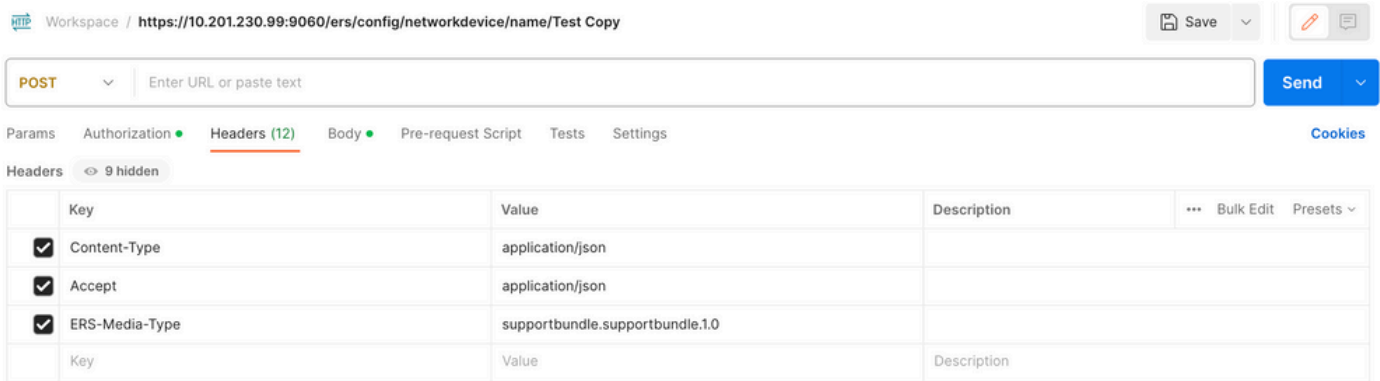 HTTP Workspace / https://10.201.230.99:9060/ers/config/networkdevice/name/Test Copy Save
POST Enter URL or paste text Send
Params Authorization Headers (12) Body Pre-request Script Tests Settings Cookies
Headers 9 hidden
Key Value Description ••• Bulk Edit Presets
Content-Type application/json
Accept application/json
ERS-Media-Type supportbundle.supportbundle.1.0
Key Value Description